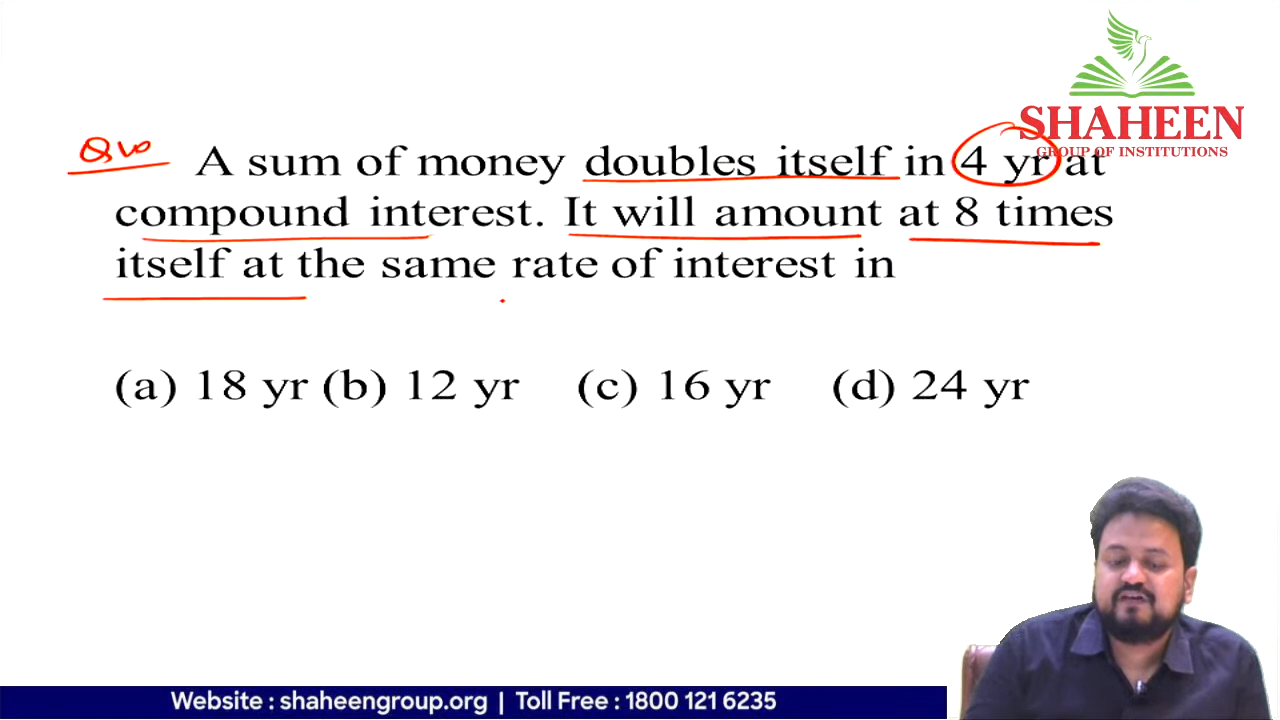 SHAHEEN
GROUP OF INSTITUTIONS
Q10
A sum of money doubles itself in 4 yr at
compound interest. It will amount at 8 times
itself at the same rate of interest in
(a) 18 yr (b) 12 yr (c) 16 yr (d) 24 yr
Website : shaheengroup.org | Toll Free : 1800 121 6235